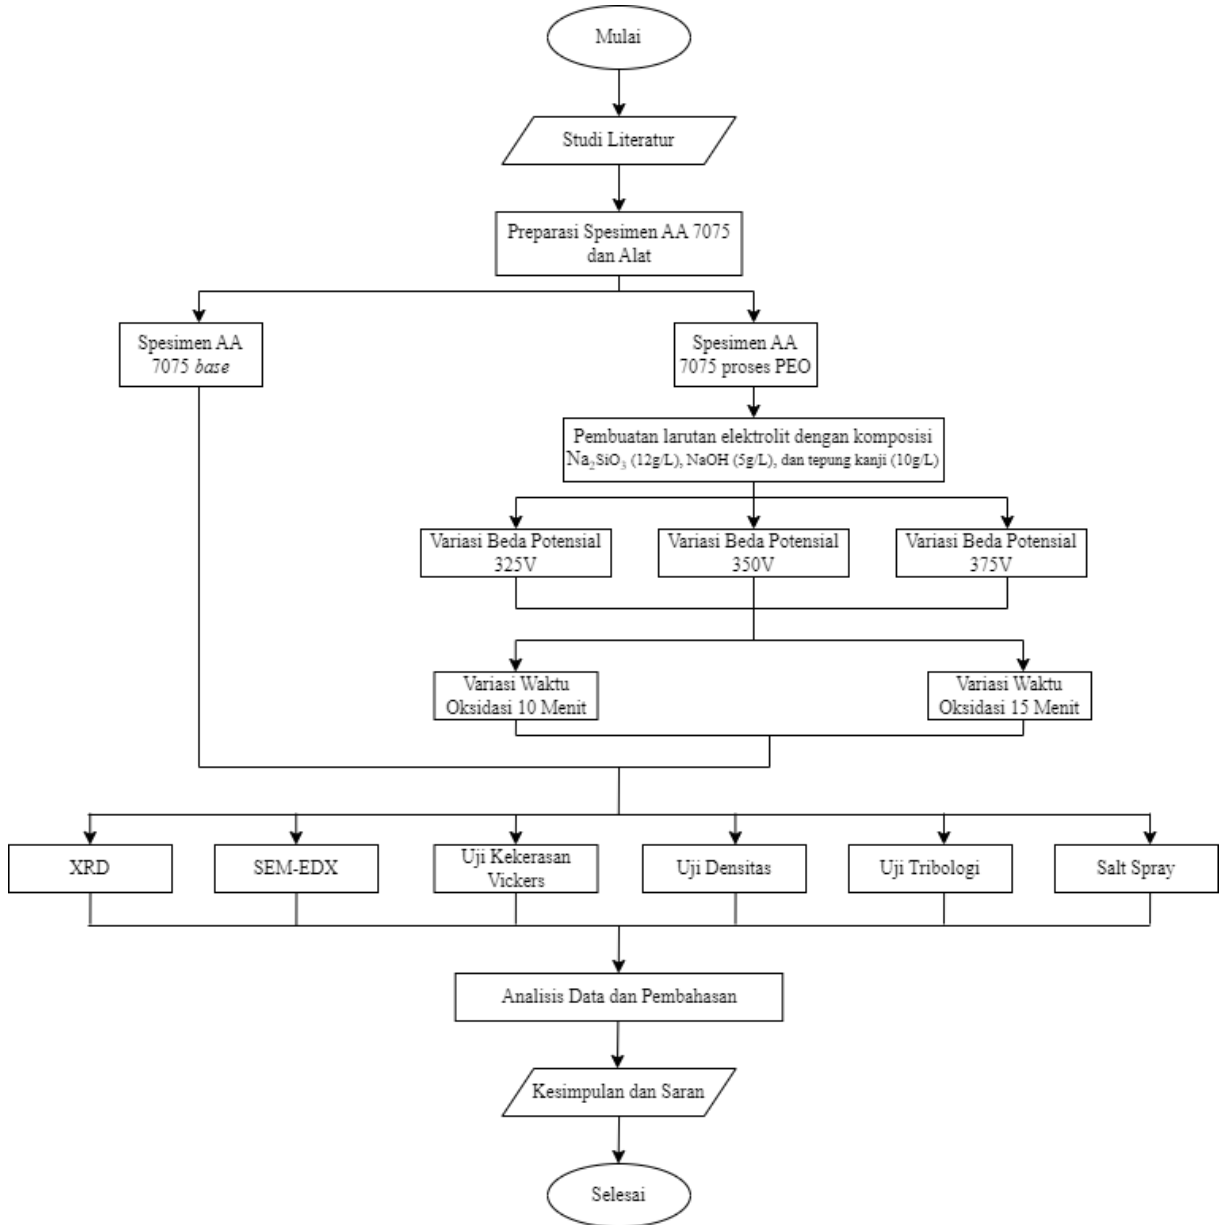 Mulai
Studi Literatur
Preparasi Spesimen AA 7075
dan Alat
Spesimen AA
7075 base
Spesimen AA
7075 proses PEO
Pembuatan larutan elektrolit dengan komposisi
Na₂SiO₃ (12g/L), NaOH (5g/L), dan tepung kanji (10g/L)
Variasi Beda Potensial
325V
Variasi Beda Potensial
350V
Variasi Beda Potensial
375V
Variasi Waktu
Oksidasi 10 Menit
Variasi Waktu
Oksidasi 15 Menit
XRD
SEM-EDX
Uji Kekerasan
Vickers
Uji Densitas
Uji Tribologi
Salt Spray
Analisis Data dan Pembahasan
Kesimpulan dan Saran
Selesai